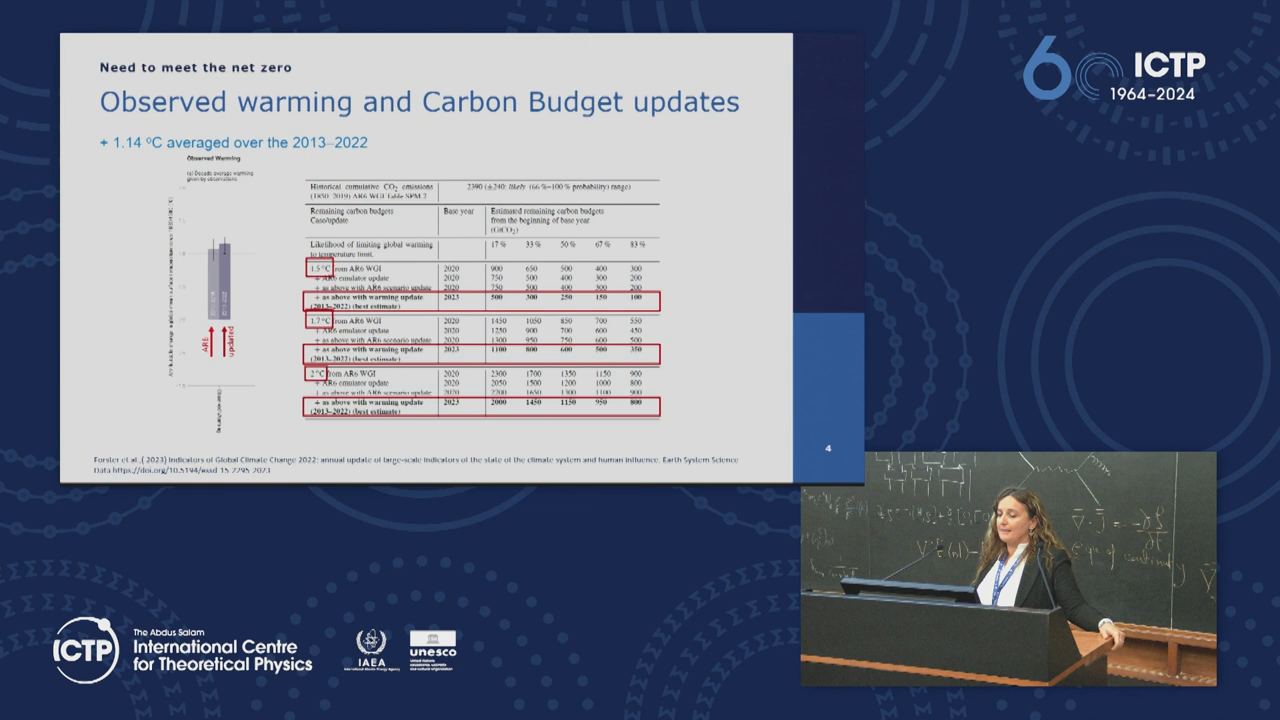 Need to meet the net zero
Observed warming and Carbon Budget updates
+ 1.14 ºC averaged over the 2013–2022
Observed Warming
(a) Decade average warming
given by observations
AR6
updated
Historical cumulative CO2 emissions 2390 (±240; likely (66 %–100 % probability) range)
(1850–2019) AR6 WGI Table SPM.2
Remaining carbon budgets Base year Estimated remaining carbon budgets
Case/update from the beginning of base year
(GtCO2)
Likelihood of limiting global warming 17 % 33 % 50 % 67 % 83 %
to temperature limit.
1.5 °C from AR6 WGI 2020 900 650 500 400 300
+ AR6 emulator update 2020 750 500 400 300 200
+ as above with AR6 scenario update 2020 750 500 400 300 200
+ as above with warming update 2023 500 300 250 150 100
(2013–2022) (best estimate)
1.7 °C from AR6 WGI 2020 1450 1050 850 700 550
+ AR6 emulator update 2020 1250 900 700 600 450
+ as above with AR6 scenario update 2020 1300 950 750 600 500
+ as above with warming update 2023 1100 800 600 500 350
(2013–2022) (best estimate)
2 °C from AR6 WGI 2020 2300 1700 1350 1150 900
+ AR6 emulator update 2020 2050 1500 1200 1000 800
+ as above with AR6 scenario update 2020 2200 1650 1300 1100 900
+ as above with warming update 2023 2000 1450 1150 950 800
(2013–2022) (best estimate)
Forster et al.,( 2023) Indicators of Global Climate Change 2022: annual update of large-scale indicators of the state of the climate system and human influence. Earth System Science
Data https://doi.org/10.5194/essd-15-2295-2023
4
60 ICTP
1964–2024
ICTP
The Abdus Salam
International Centre
for Theoretical Physics
IAEA
International Atomic Energy Agency
unesco